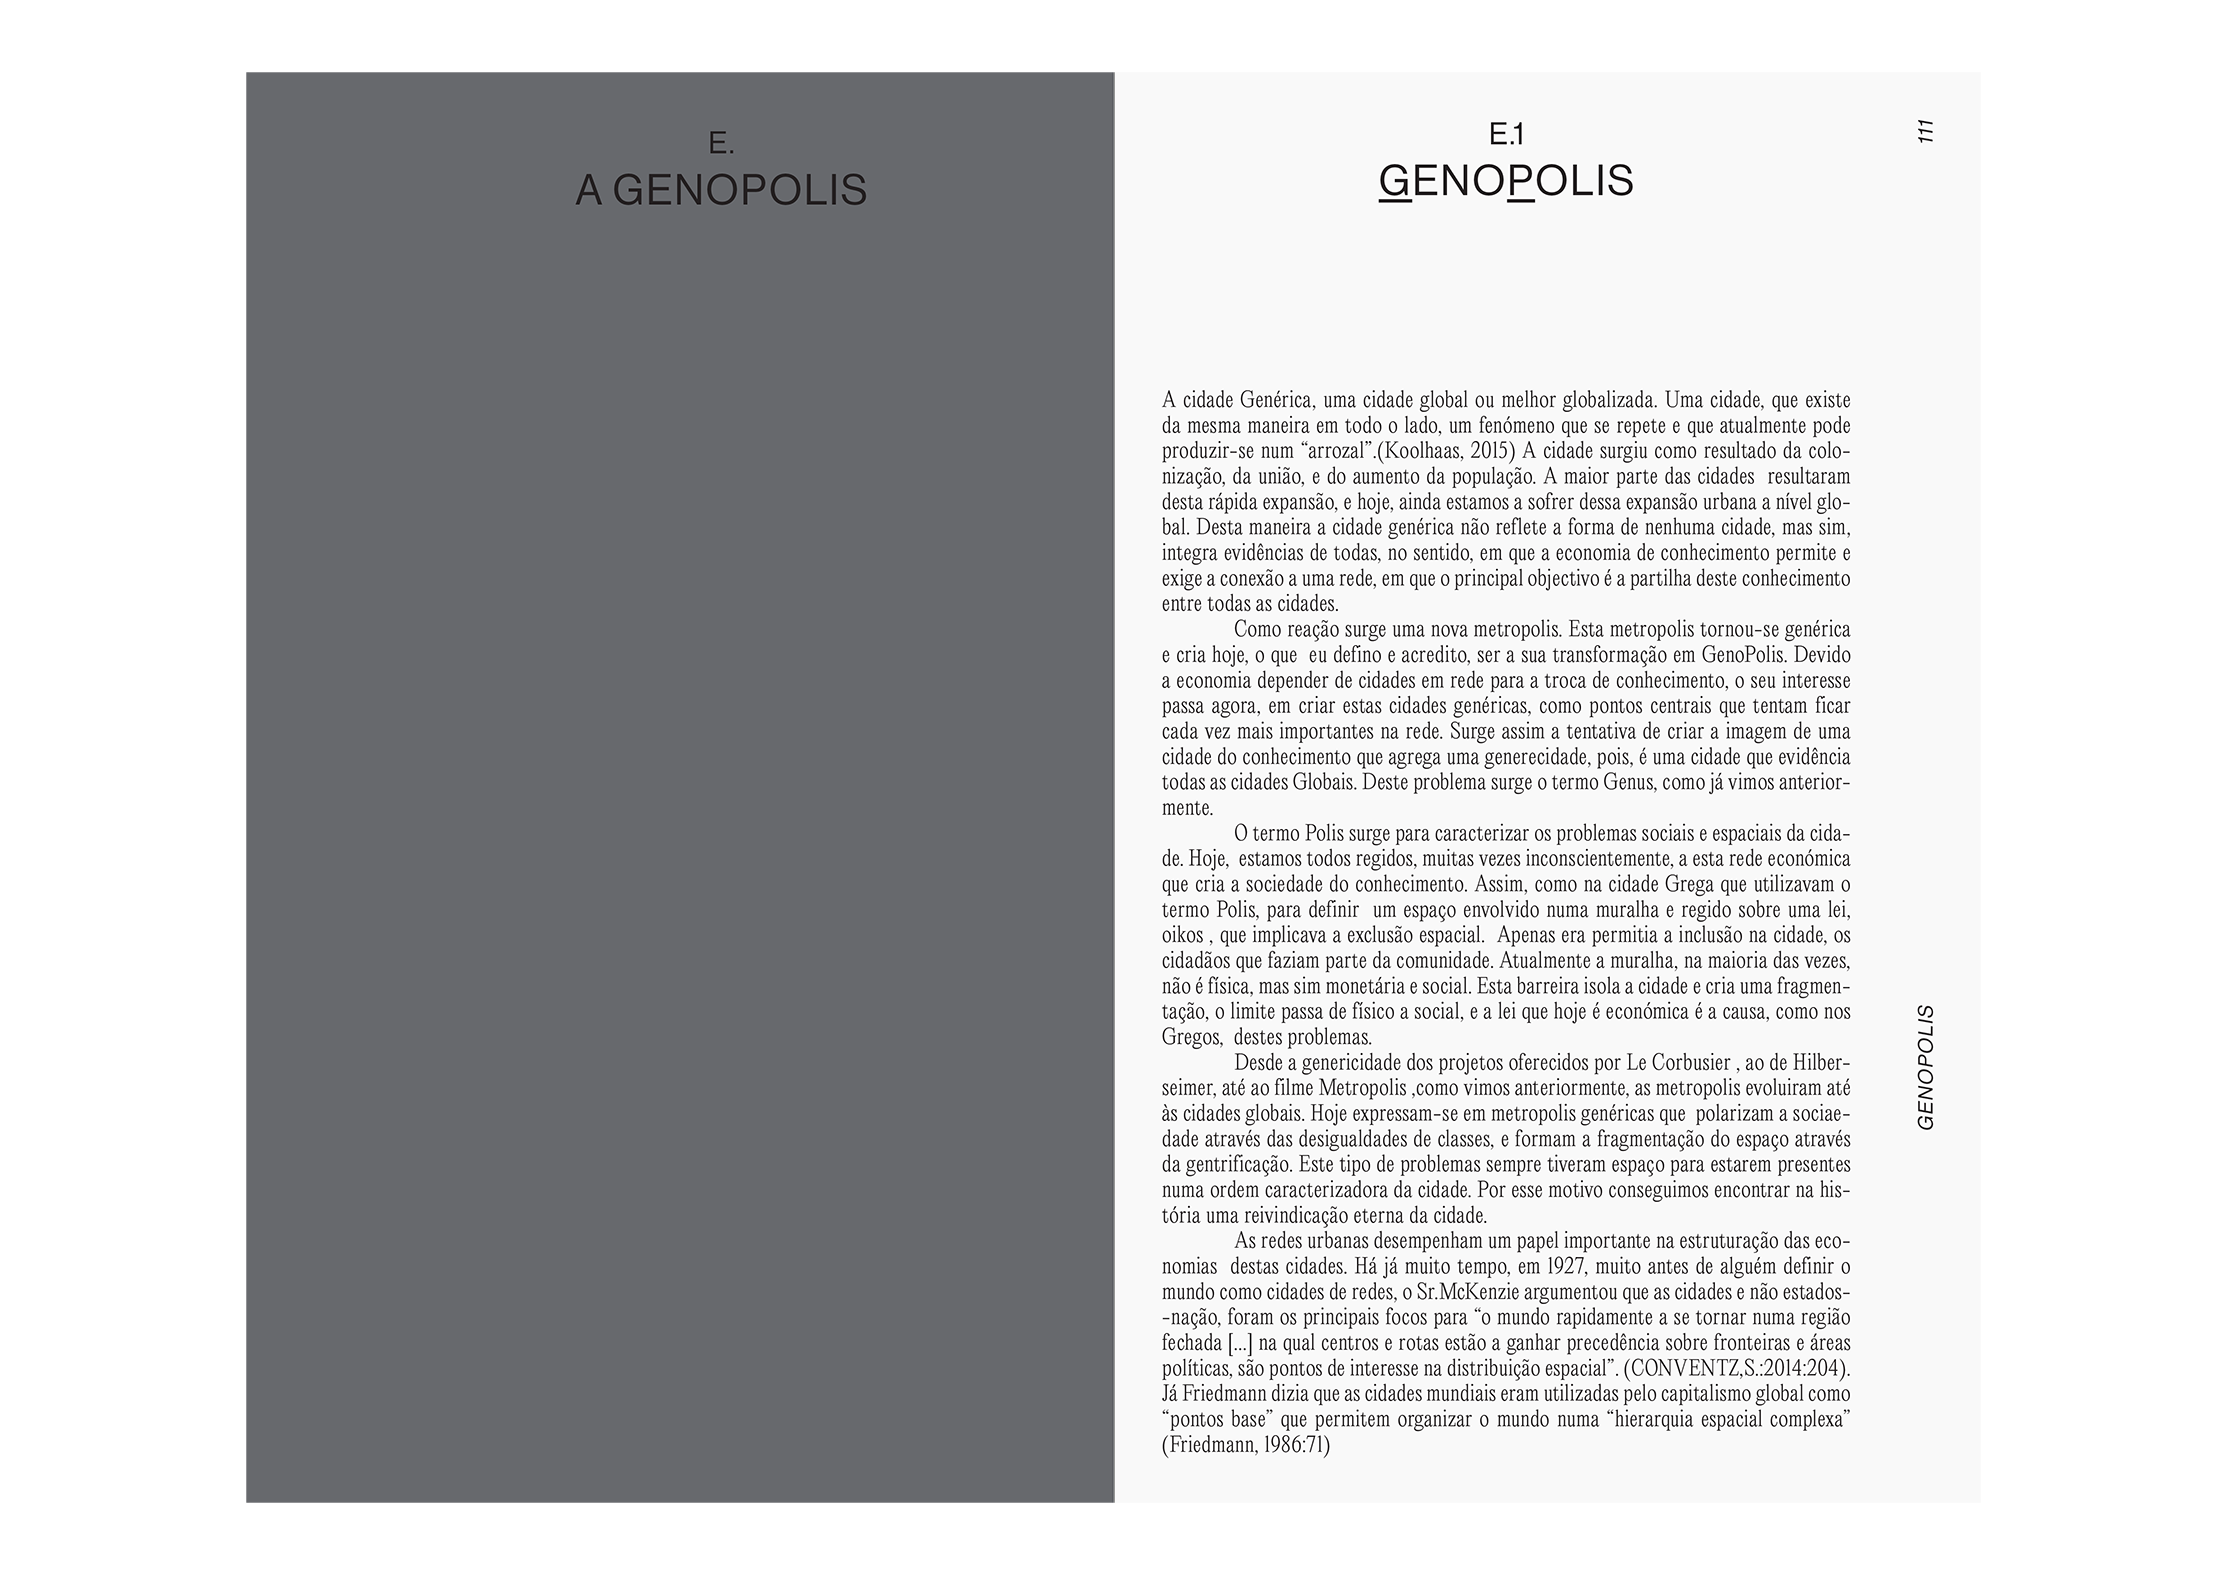 E.
A GENOPOLIS
E.1
GENOPOLIS
111
A cidade Genérica, uma cidade global ou melhor globalizada. Uma cidade, que existe
da mesma maneira em todo o lado, um fenómeno que se repete e que atualmente pode
produzir-se num “arrozal”.(Koolhaas, 2015) A cidade surgiu como resultado da colo-
nização, da união, e do aumento da população. A maior parte das cidades resultaram
desta rápida expansão, e hoje, ainda estamos a sofrer dessa expansão urbana a nível glo-
bal. Desta maneira a cidade genérica não reflete a forma de nenhuma cidade, mas sim,
integra evidências de todas, no sentido, em que a economia de conhecimento permite e
exige a conexão a uma rede, em que o principal objectivo é a partilha deste conhecimento
entre todas as cidades.
Como reação surge uma nova metropolis. Esta metropolis tornou-se genérica
e cria hoje, o que eu defino e acredito, ser a sua transformação em GenoPolis. Devido
a economia depender de cidades em rede para a troca de conhecimento, o seu interesse
passa agora, em criar estas cidades genéricas, como pontos centrais que tentam ficar
cada vez mais importantes na rede. Surge assim a tentativa de criar a imagem de uma
cidade do conhecimento que agrega uma generecidade, pois, é uma cidade que evidência
todas as cidades Globais. Deste problema surge o termo Genus, como já vimos anterior-
mente.
O termo Polis surge para caracterizar os problemas sociais e espaciais da cida-
de. Hoje, estamos todos regidos, muitas vezes inconscientemente, a esta rede económica
que cria a sociedade do conhecimento. Assim, como na cidade Grega que utilizavam o
termo Polis, para definir um espaço envolvido numa muralha e regido sobre uma lei,
oikos , que implicava a exclusão espacial. Apenas era permitia a inclusão na cidade, os
cidadãos que faziam parte da comunidade. Atualmente a muralha, na maioria das vezes,
não é física, mas sim monetária e social. Esta barreira isola a cidade e cria uma fragmen-
tação, o limite passa de físico a social, e a lei que hoje é económica é a causa, como nos
Gregos, destes problemas.
Desde a genericidade dos projetos oferecidos por Le Corbusier , ao de Hilber-
seimer, até ao filme Metropolis ,como vimos anteriormente, as metropolis evoluiram até
às cidades globais. Hoje expressam-se em metropolis genéricas que polarizam a sociae-
dade através das desigualdades de classes, e formam a fragmentação do espaço através
da gentrificação. Este tipo de problemas sempre tiveram espaço para estarem presentes
numa ordem caracterizadora da cidade. Por esse motivo conseguimos encontrar na his-
tória uma reivindicação eterna da cidade.
As redes urbanas desempenham um papel importante na estruturação das eco-
nomias destas cidades. Há já muito tempo, em 1927, muito antes de alguém definir o
mundo como cidades de redes, o Sr.McKenzie argumentou que as cidades e não estados-
-nação, foram os principais focos para “o mundo rapidamente a se tornar numa região
fechada [...] na qual centros e rotas estão a ganhar precedência sobre fronteiras e áreas
políticas, são pontos de interesse na distribuição espacial”. (CONVENTZ,S.:2014:204).
Já Friedmann dizia que as cidades mundiais eram utilizadas pelo capitalismo global como
“pontos base” que permitem organizar o mundo numa “hierarquia espacial complexa”
(Friedmann, 1986:71)
GENOPOLIS